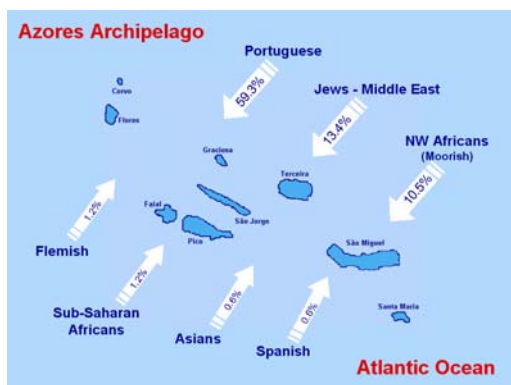 Azores Archipelago
Portuguese
59.3%
Jews - Middle East
13.4%
NW Africans
(Moorish)
10.5%
Corvo
Flores
Graciosa
Terceira
Faial
São Jorge
Pico
São Miguel
Santa Maria
1.2%
Flemish
1.2%
Sub-Saharan
Africans
0.6%
Asians
0.6%
Spanish
Atlantic Ocean